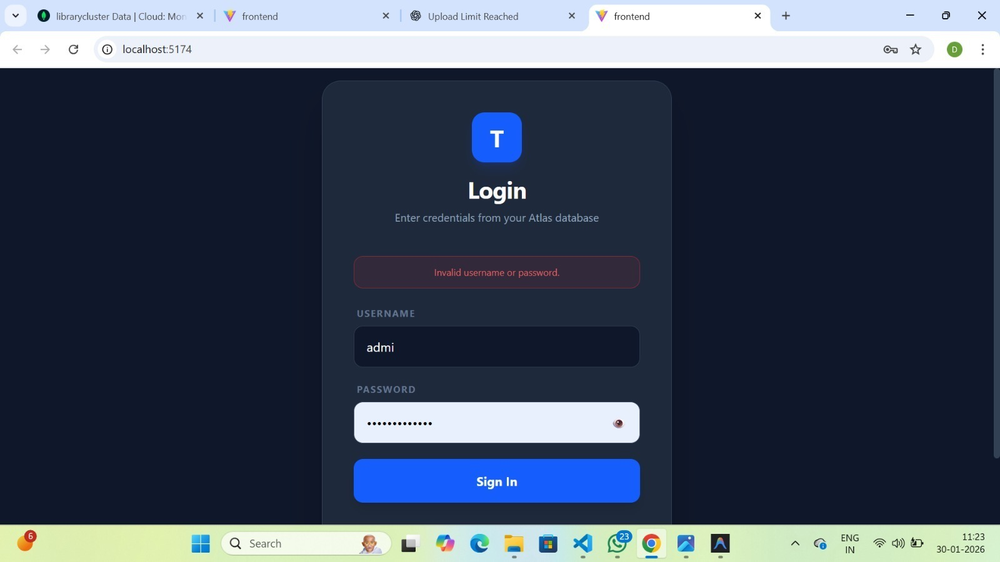 librarycluster Data | Cloud: Mon
frontend
Upload Limit Reached
frontend
localhost:5174
D
T
Login
Enter credentials from your Atlas database
Invalid username or password.
USERNAME
admi
PASSWORD
•••••••••••••
Sign In
6
Search
23
ENG
IN
11:23
30-01-2026